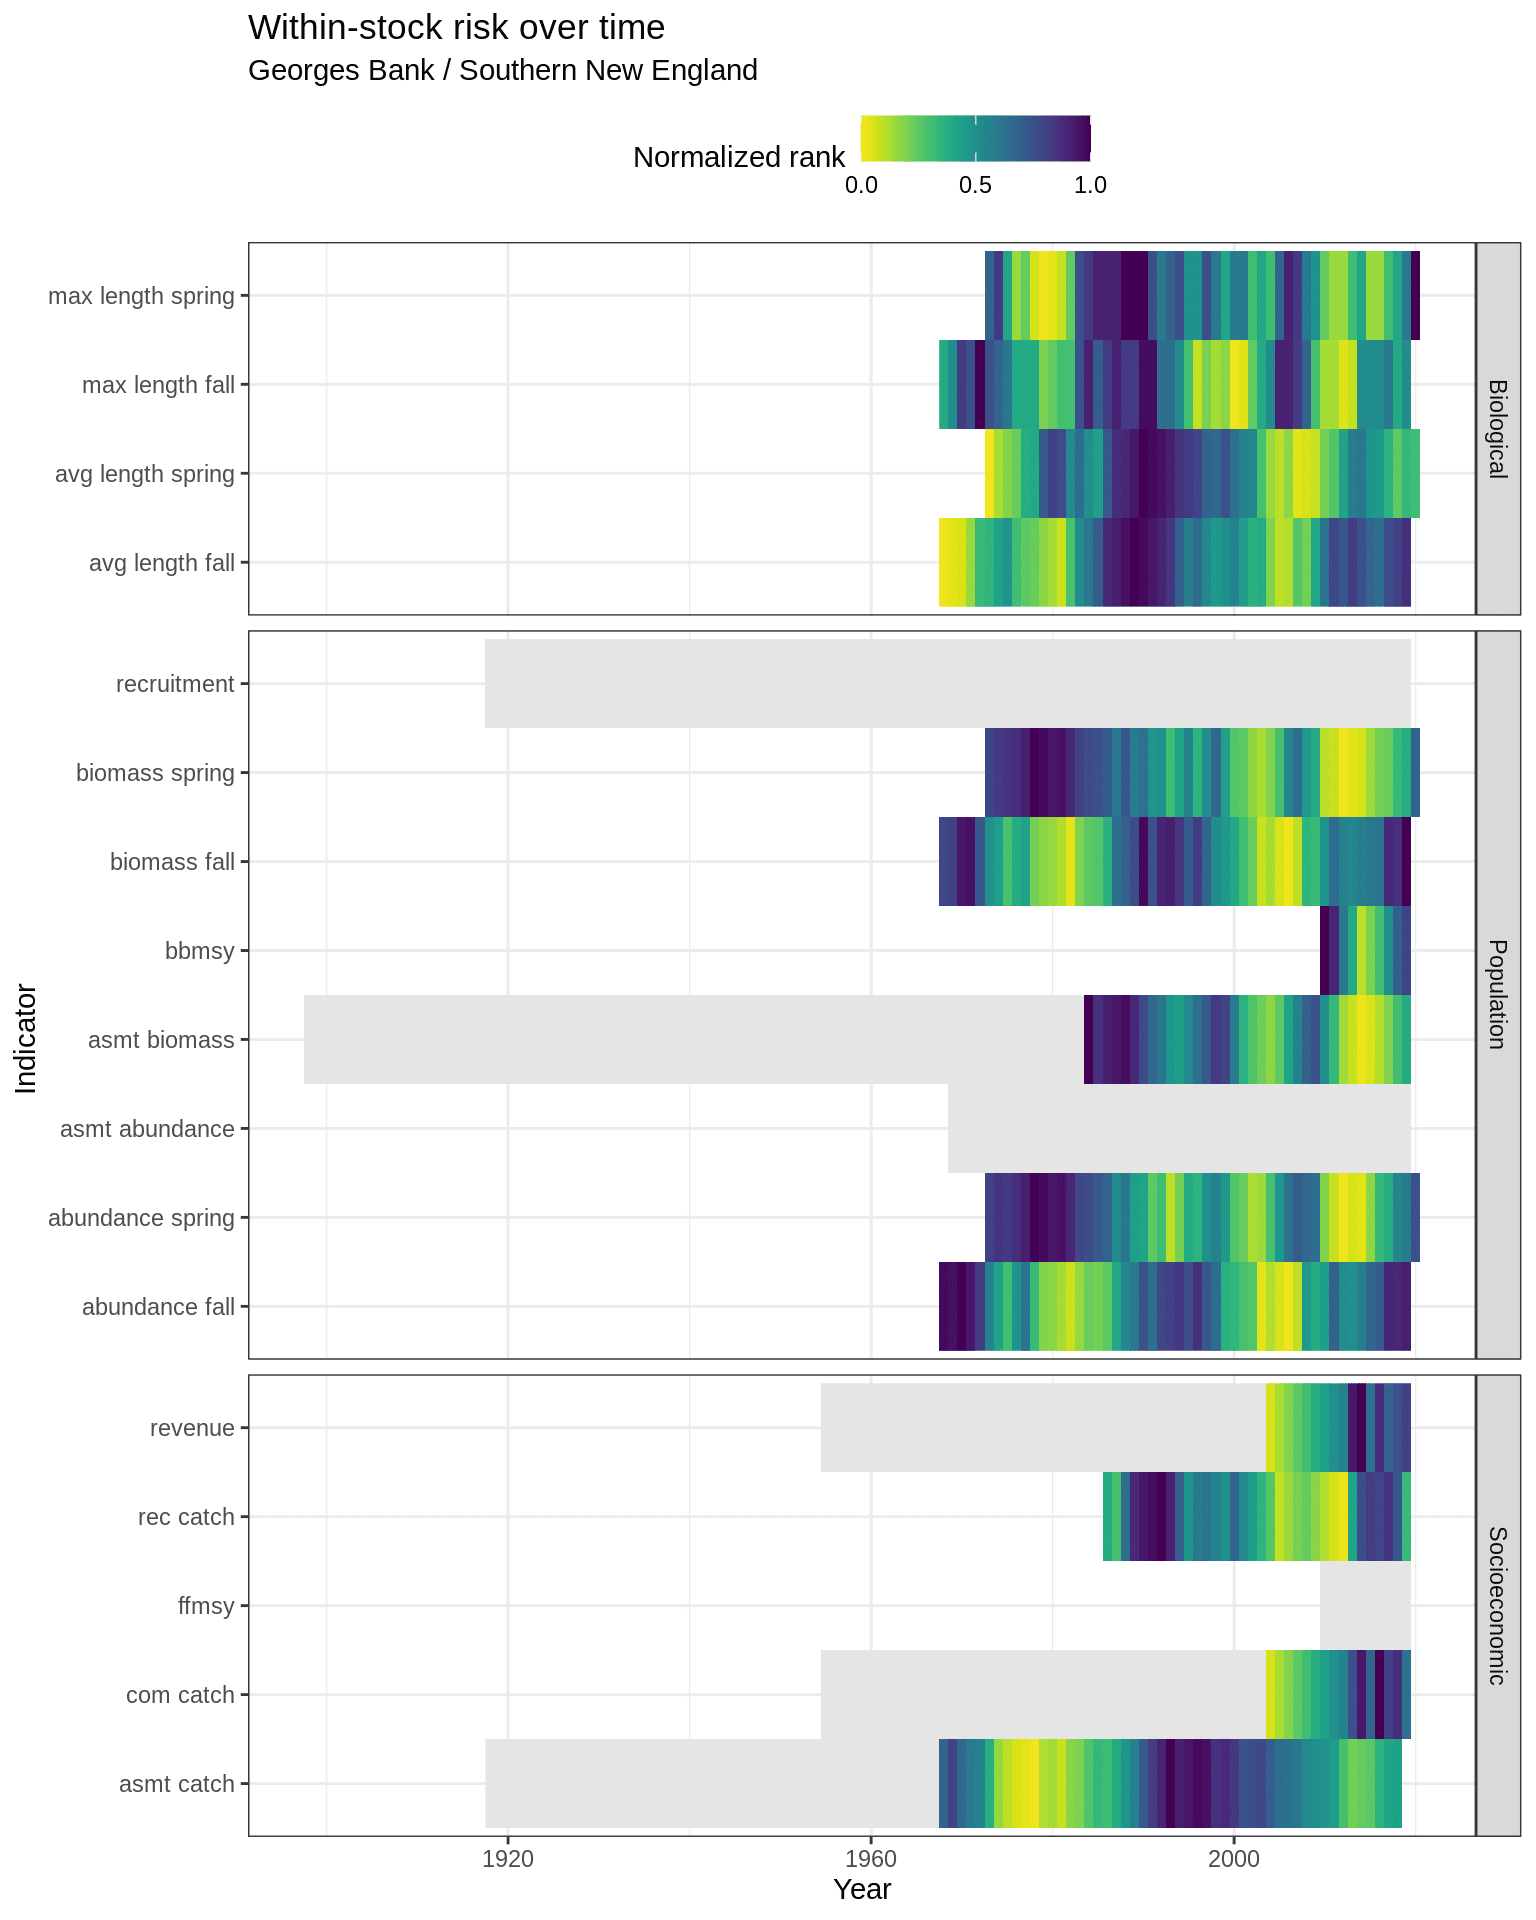 Within-stock risk over time
Georges Bank / Southern New England
Normalized rank
0.0 0.5 1.0
max length spring
max length fall
avg length spring
avg length fall
Biological
recruitment
biomass spring
biomass fall
bbmsy
asmt biomass
asmt abundance
abundance spring
abundance fall
Population
revenue
rec catch
ffmsy
com catch
asmt catch
Socioeconomic
Indicator
1920 1960 2000
Year